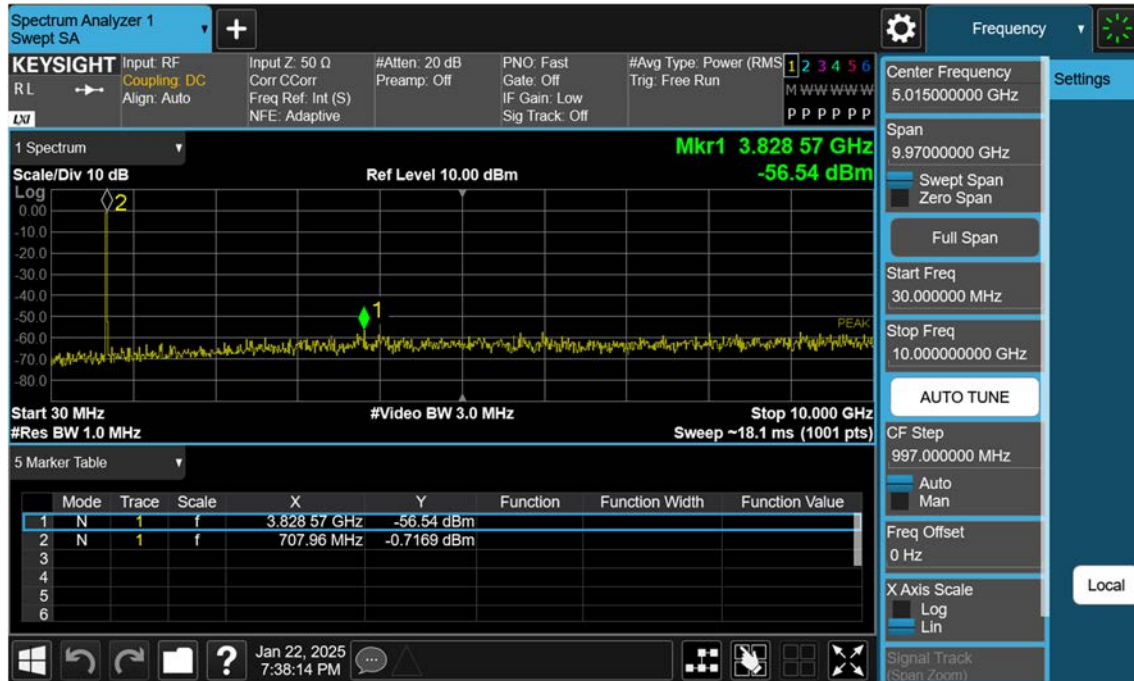 Spectrum Analyzer 1
Swept SA
+
Frequency
KEYSIGHT
RL
LXI
Input: RF
Coupling: DC
Align: Auto
Input Z: 50 Ω
Corr CCorr
Freq Ref: Int (S)
NFE: Adaptive
#Atten: 20 dB
Preamp: Off
PNO: Fast
Gate: Off
IF Gain: Low
Sig Track: Off
#Avg Type: Power (RMS
Trig: Free Run
1 2 3 4 5 6
M W W W W W
P P P P P P
Center Frequency
5.015000000 GHz
Settings
Span
9.97000000 GHz
Swept Span
Zero Span
Full Span
Start Freq
30.000000 MHz
Stop Freq
10.000000000 GHz
AUTO TUNE
CF Step
997.000000 MHz
Auto
Man
Freq Offset
0 Hz
X Axis Scale
Log
Lin
Signal Track
(Span Zoom)
Local
1 Spectrum
Mkr1 3.828 57 GHz
-56.54 dBm
Scale/Div 10 dB
Ref Level 10.00 dBm
Log
0.00
-10.0
-20.0
-30.0
-40.0
-50.0
-60.0
-70.0
-80.0
2
1
PEAK
Start 30 MHz
#Video BW 3.0 MHz
Stop 10.000 GHz
#Res BW 1.0 MHz
Sweep ~18.1 ms (1001 pts)
5 Marker Table
Mode Trace Scale X Y Function Function Width Function Value
1 N 1 f 3.828 57 GHz -56.54 dBm
2 N 1 f 707.96 MHz -0.7169 dBm
3
4
5
6
?
Jan 22, 2025
7:38:14 PM